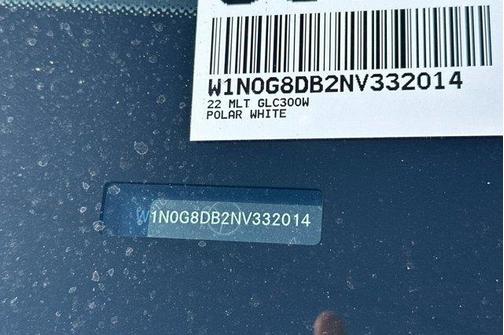 W1N0G8DB2NV332014
22 MLT GLC300W
POLAR WHITE
W1N0G8DB2NV332014